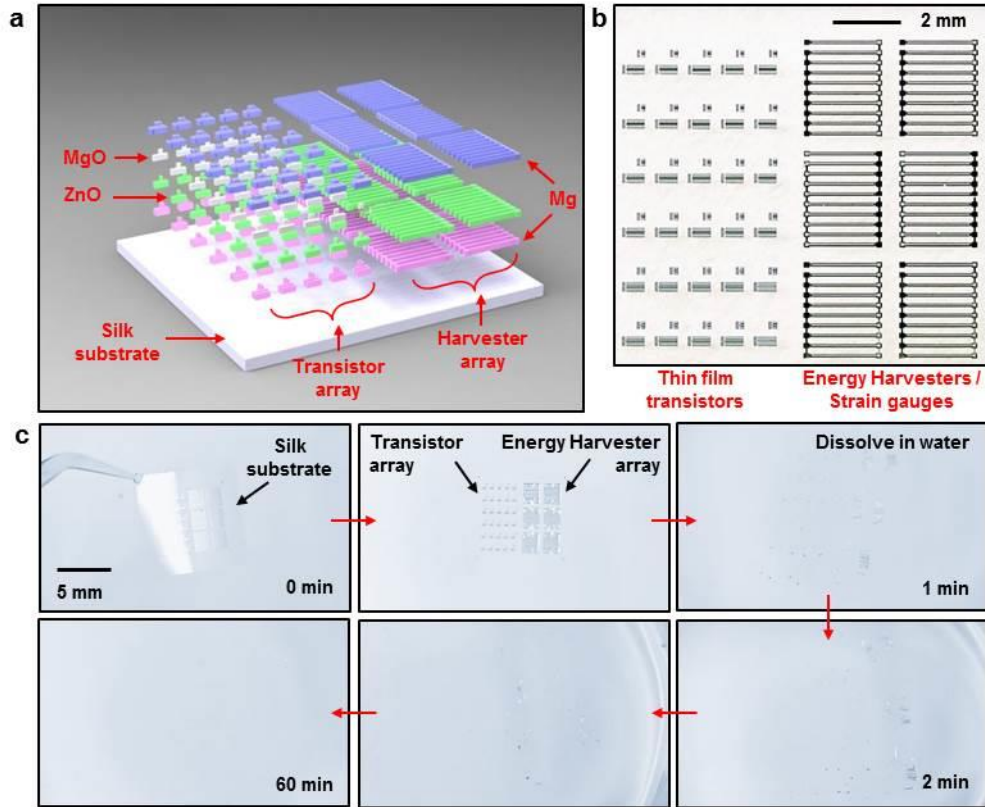 a
MgO
ZnO
Mg
Silk
substrate
Transistor
array
Harvester
array
b
2 mm
Thin film
transistors
Energy Harvesters /
Strain gauges
c
Silk
substrate
5 mm
0 min
Transistor
array
Energy Harvester
array
Dissolve in water
1 min
60 min
2 min